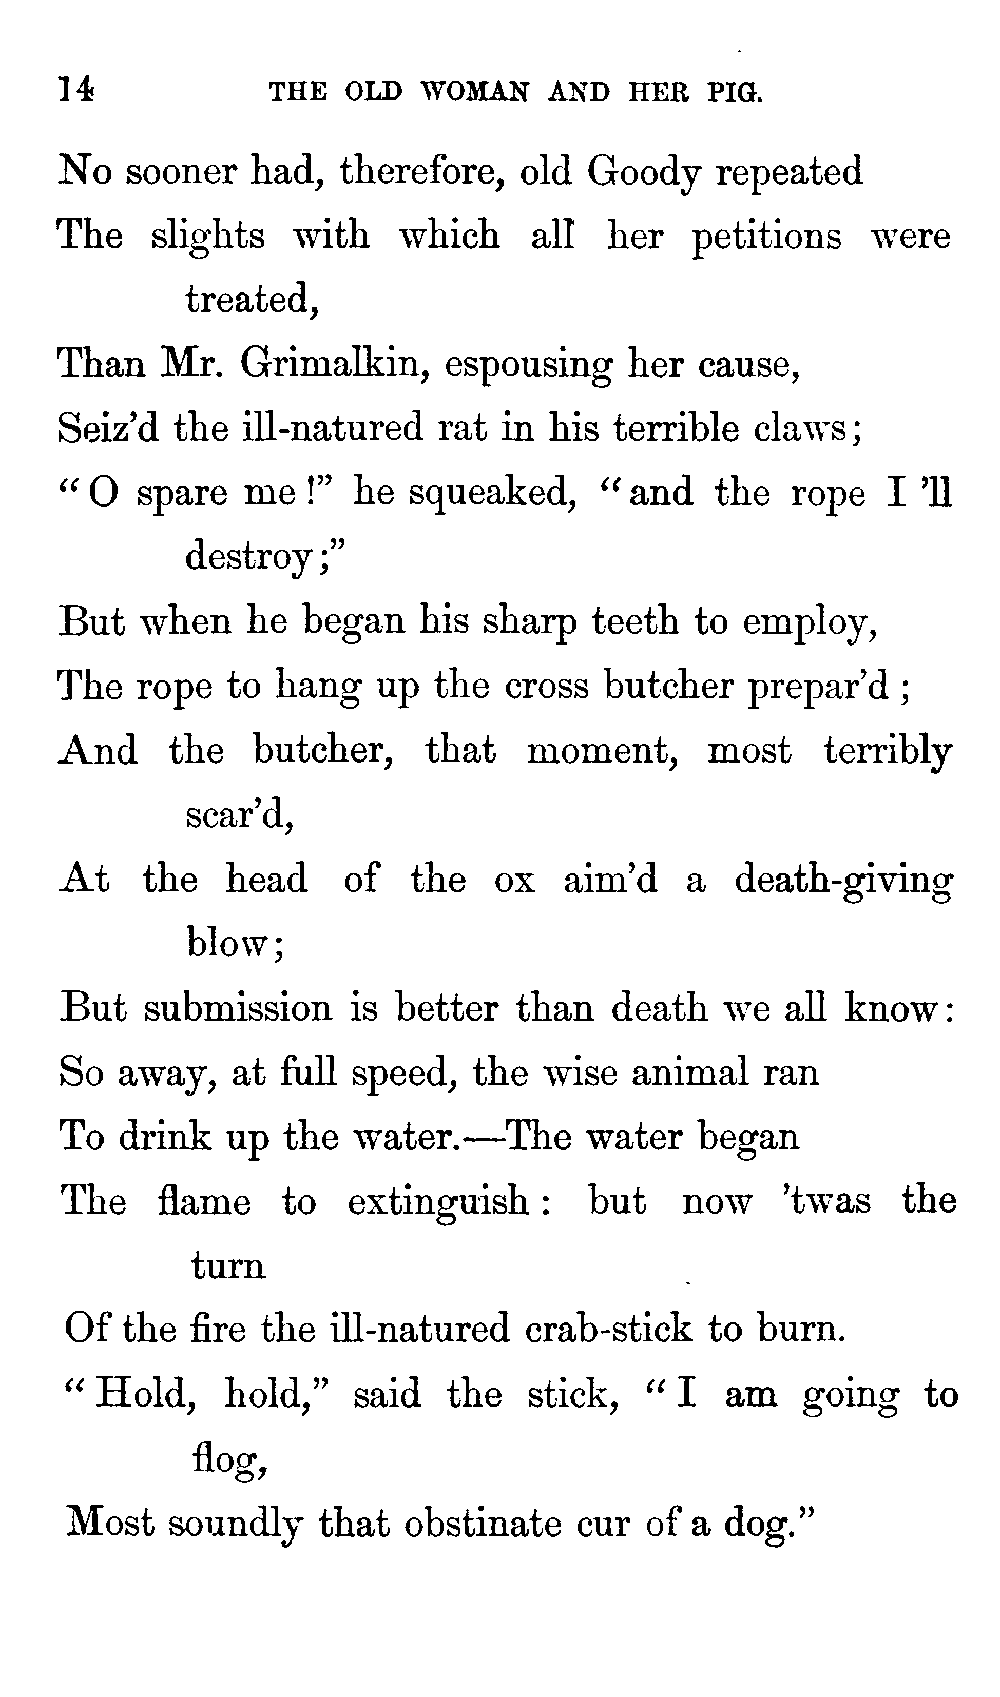 14 THE OLD WOMAN AND HER PIG.
No sooner had, therefore, old Goody repeated
The slights with which all her petitions were
treated,
Than Mr. Grimalkin, espousing her cause,
Seiz'd the ill-natured rat in his terrible claws;
“O spare me!” he squeaked, “and the rope I'll
destroy;”
But when he began his sharp teeth to employ,
The rope to hang up the cross butcher prepar'd;
And the butcher, that moment, most terribly
scar'd,
At the head of the ox aim'd a death-giving
blow;
But submission is better than death we all know:
So away, at full speed, the wise animal ran
To drink up the water.—The water began
The flame to extinguish: but now 'twas the
turn
Of the fire the ill-natured crab-stick to burn.
“Hold, hold,” said the stick, “I am going to
flog,
Most soundly that obstinate cur of a dog.”